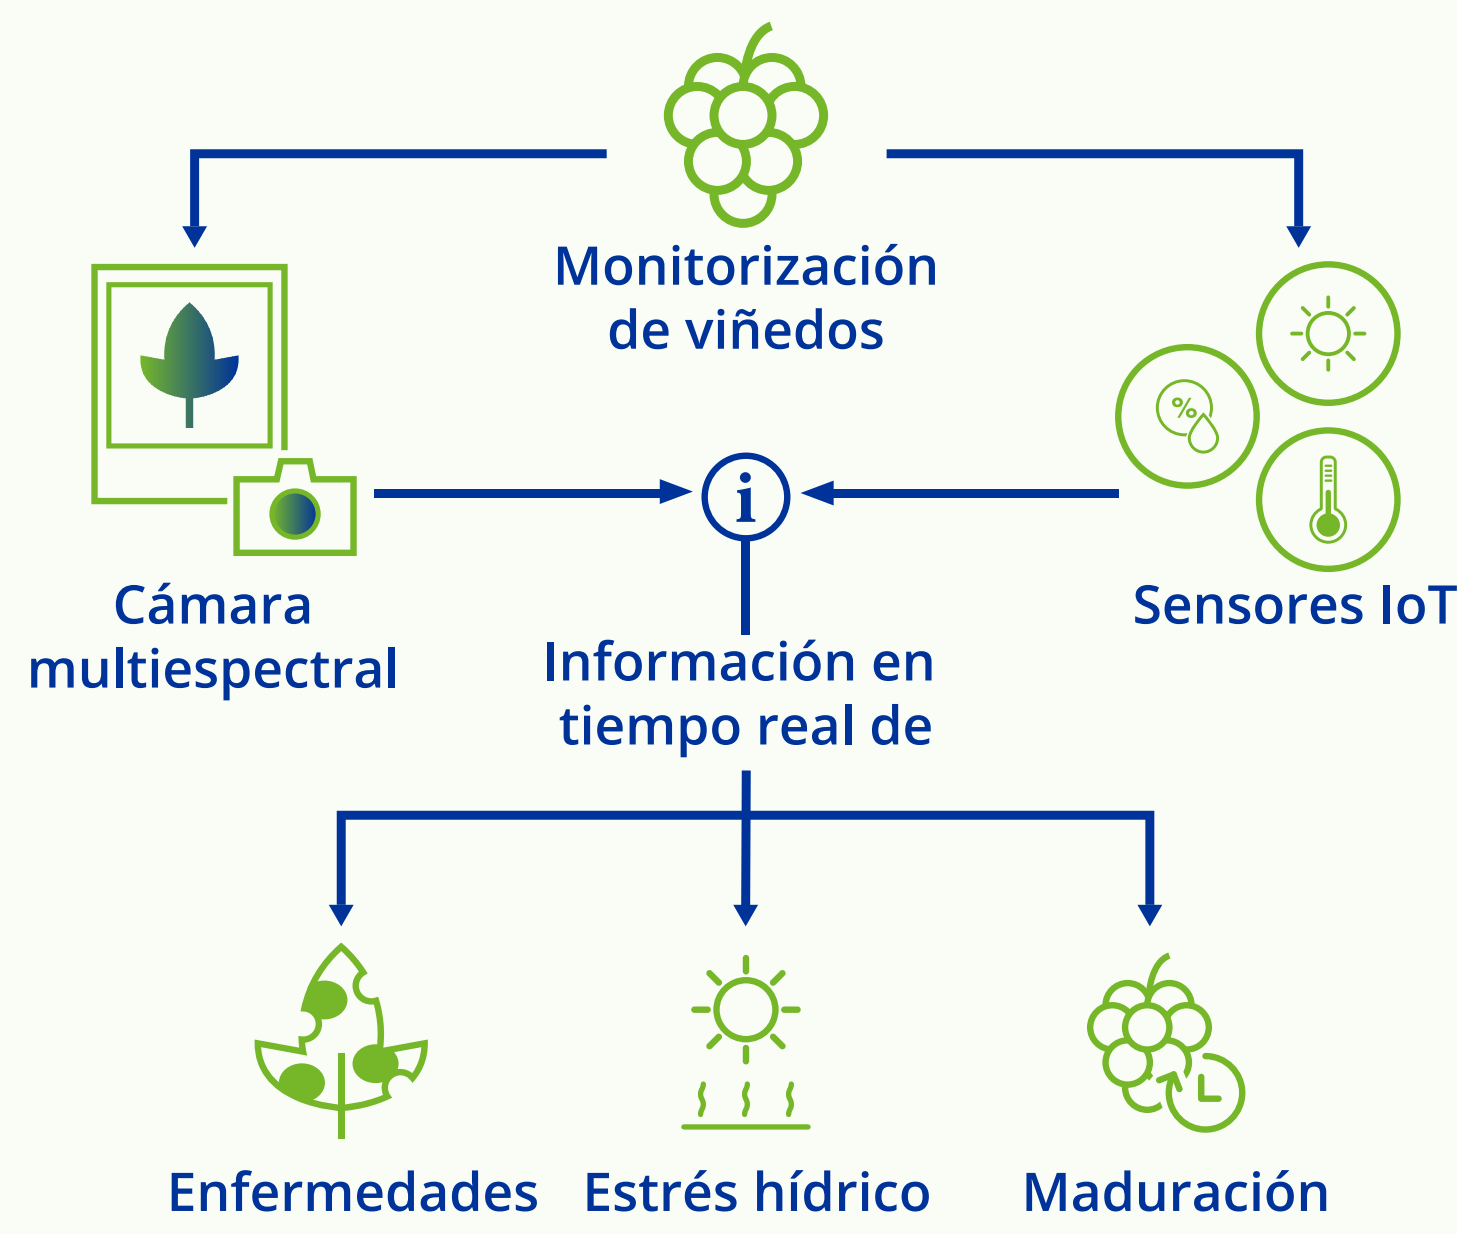 Monitorización
de viñedos
%
i
Cámara
multiespectral
Sensores IoT
Información en
tiempo real de
Enfermedades
Estrés hídrico
Maduración